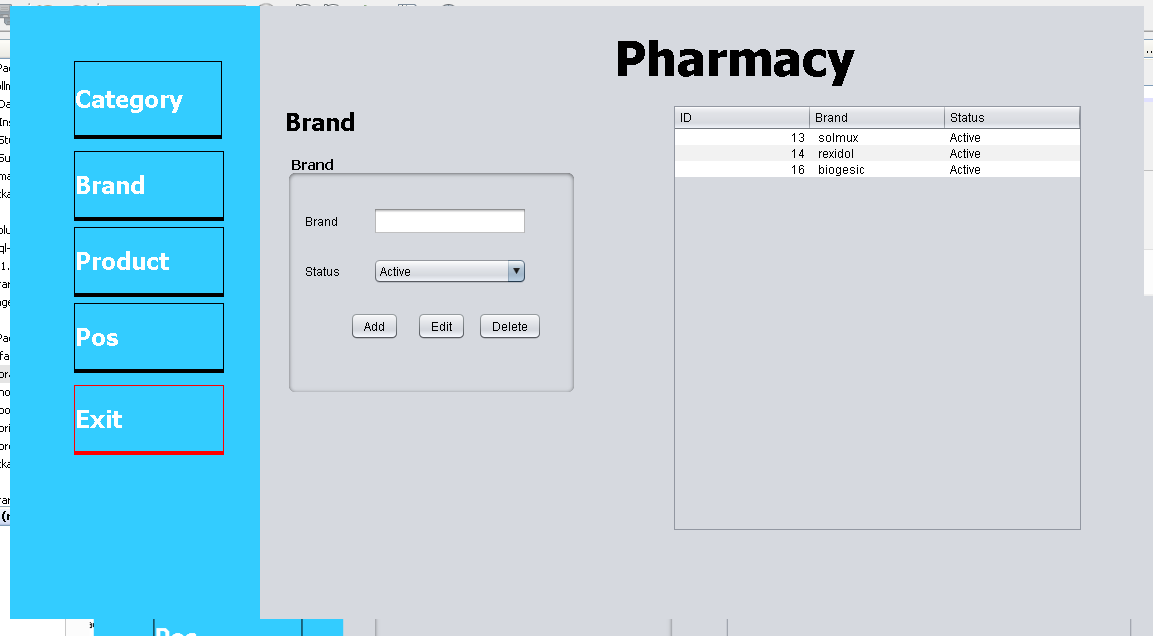 Pharmacy
Category
Brand
Product
Pos
Exit
Brand
Brand
Brand
Status
Active
Add
Edit
Delete
ID Brand Status
13 solmux Active
14 rexidol Active
16 biogesic Active
Pos